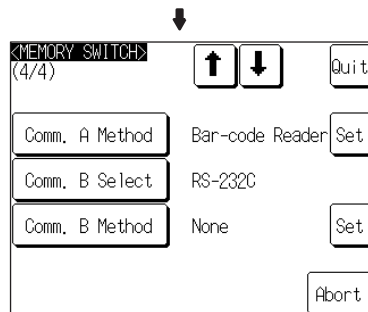 <MEMORY SWITCH>
(4/4)
Quit
Comm. A Method Bar-code Reader Set
Comm. B Select RS-232C
Comm. B Method None Set
Abort